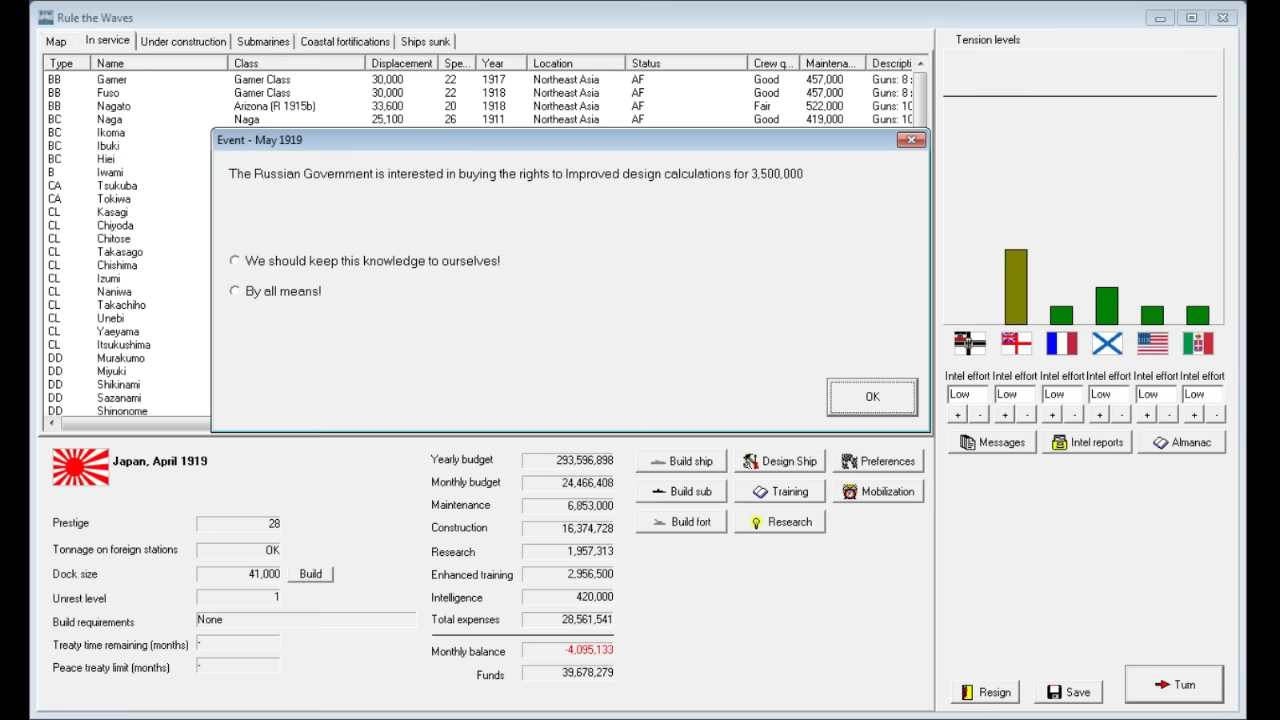 Rule the Waves
Map In service Under construction Submarines Coastal fortifications Ships sunk
Type Name Class Displacement Spe... Year Location Status Crew q... Maintena... Descripti
BB Gamer Gamer Class 30,000 22 1917 Northeast Asia AF Good 457,000 Guns: 8
BB Fuso Gamer Class 30,000 22 1918 Northeast Asia AF Good 457,000 Guns: 8
BB Nagato Arizona (R 1915b) 33,600 20 1918 Northeast Asia AF Fair 522,000 Guns: 10
BC Naga Naga 25,100 26 1911 Northeast Asia AF Good 419,000 Guns: 10
BC Ikoma
BC Ibuki
BC Hiei
B Iwami
CA Tsukuba
CA Tokiwa
CL Kasagi
CL Chiyoda
CL Chitose
CL Takasago
CL Chishima
CL Izumi
CL Naniwa
CL Takachiho
CL Unebi
CL Yaeyama
CL Itsukushima
DD Murakumo
DD Miyuki
DD Shikinami
DD Sazanami
DD Shinonome
Event - May 1919
The Russian Government is interested in buying the rights to Improved design calculations for 3,500,000
We should keep this knowledge to ourselves!
By all means!
OK
Tension levels
Intel effort Intel effort Intel effort Intel effort Intel effort Intel effort
Low Low Low Low Low Low
+ - + - + - + - + - + -
Messages Intel reports Almanac
Japan, April 1919
Prestige 28
Tonnage on foreign stations OK
Dock size 41,000 Build
Unrest level 1
Build requirements None
Treaty time remaining (months) -
Peace treaty limit (months) -
Yearly budget 293,596,898
Monthly budget 24,466,408
Maintenance 6,853,000
Construction 16,374,728
Research 1,957,313
Enhanced training 2,956,500
Intelligence 420,000
Total expenses 28,561,541
Monthly balance -4,095,133
Funds 39,678,279
Build ship Design Ship Preferences
Build sub Training Mobilization
Build fort Research
Resign Save Turn